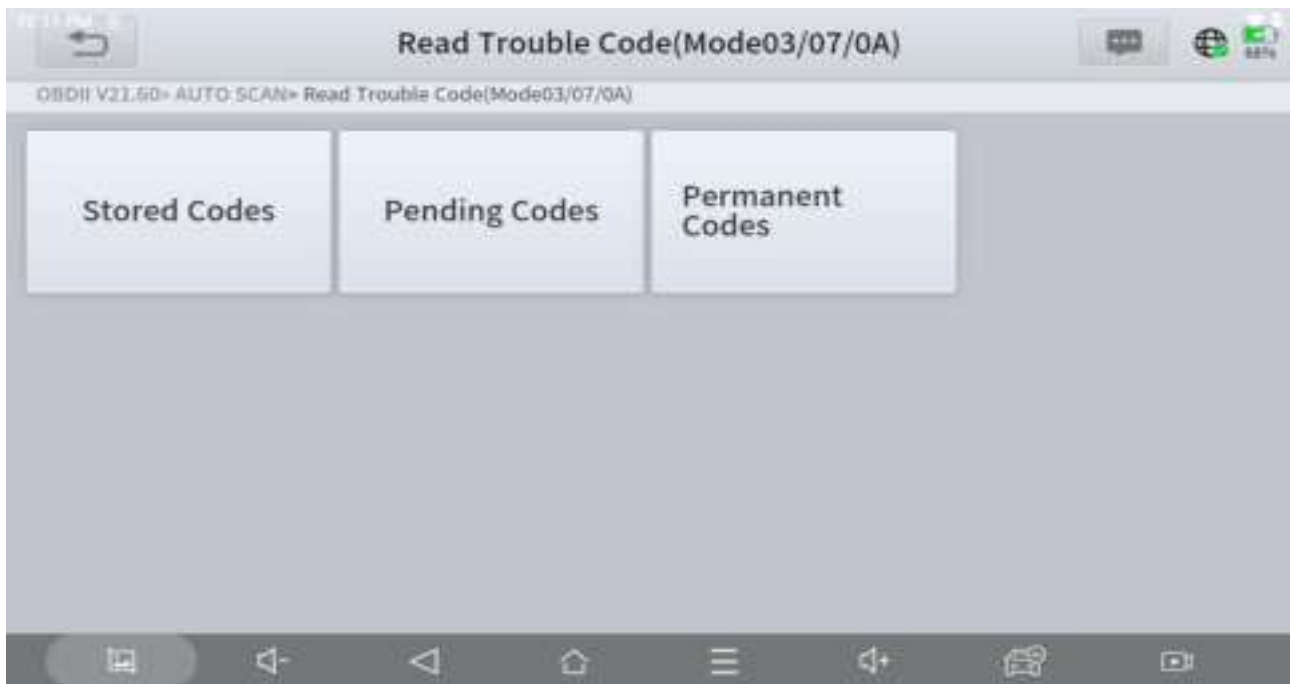 Read Trouble Code(Mode03/07/0A)
OBDII V21.60> AUTO SCAN> Read Trouble Code(Mode03/07/0A)
Stored Codes
Pending Codes
Permanent
Codes